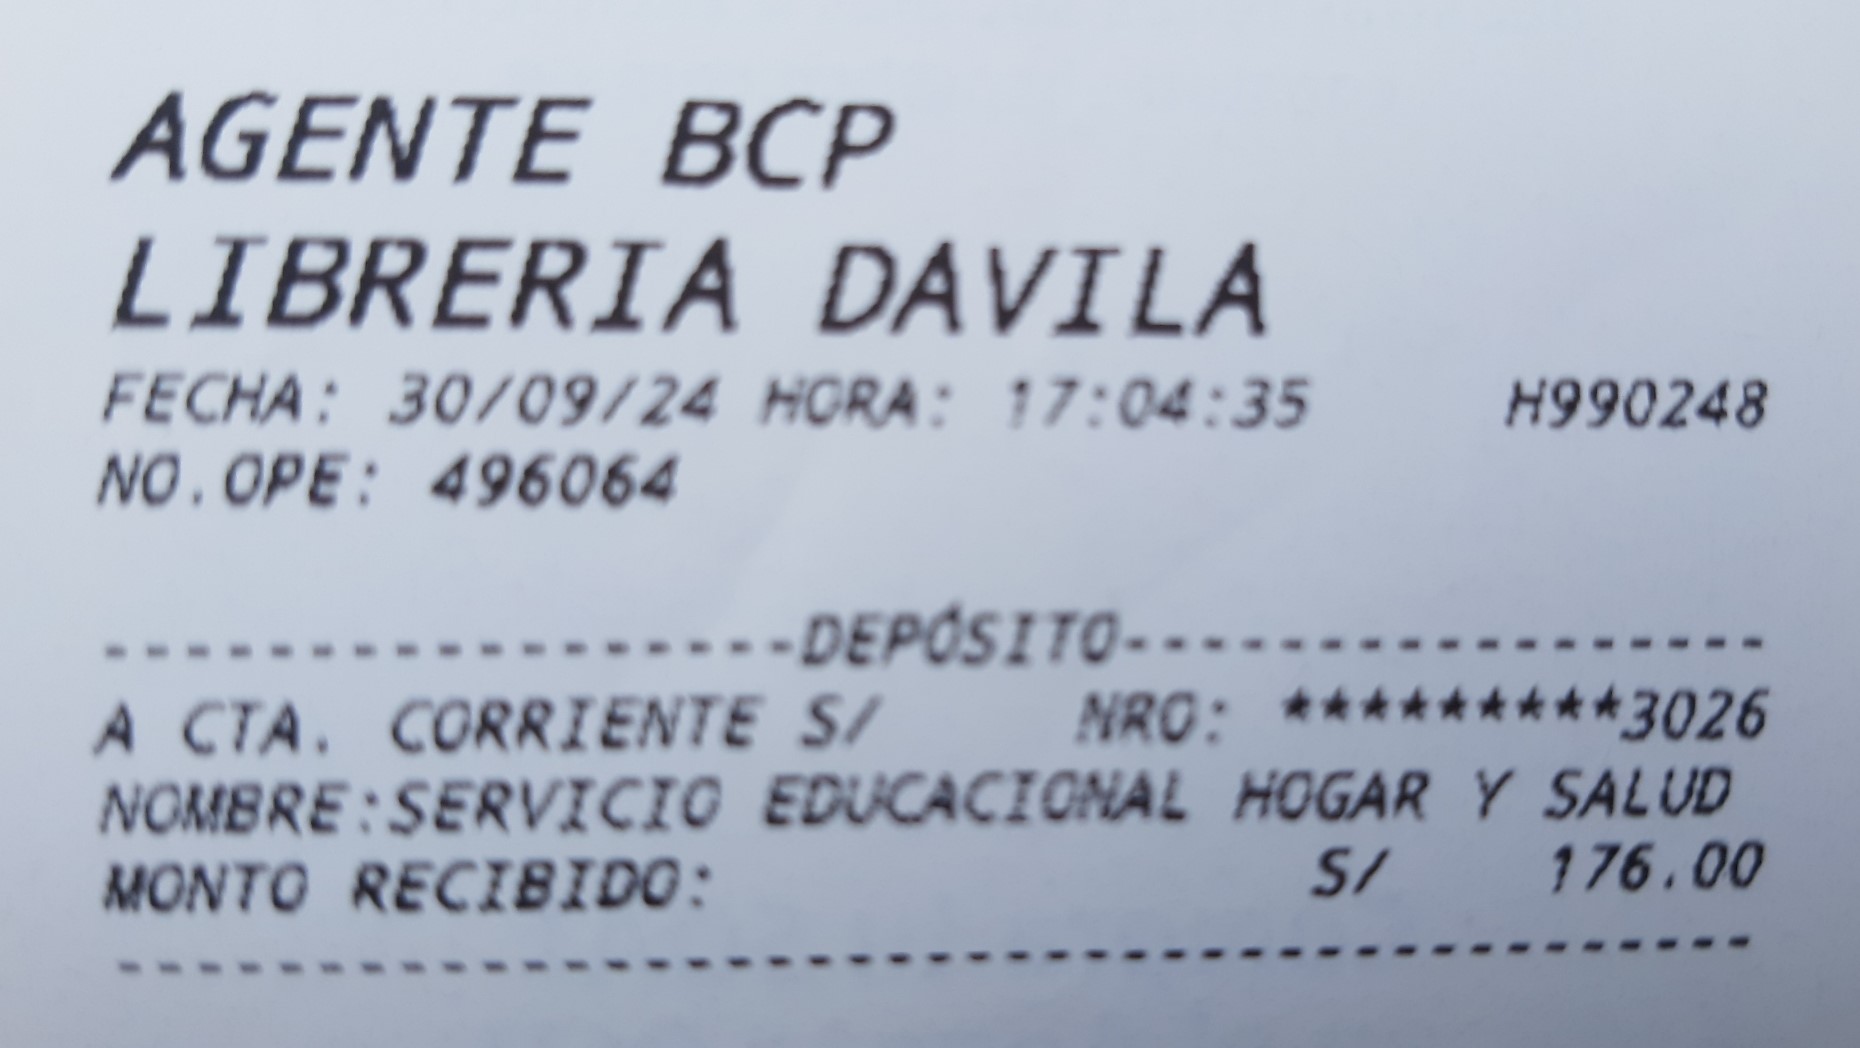 AGENTE BCP
LIBRERIA DAVILA
FECHA: 30/09/24 HORA: 17:04:35 H990248
NO.OPE: 496064
------------------DEPÓSITO----------------
A CTA. CORRIENTE S/ NRO: *********3026
NOMBRE:SERVICIO EDUCACIONAL HOGAR Y SALUD
MONTO RECIBIDO: S/ 176.00
----------------------------------------